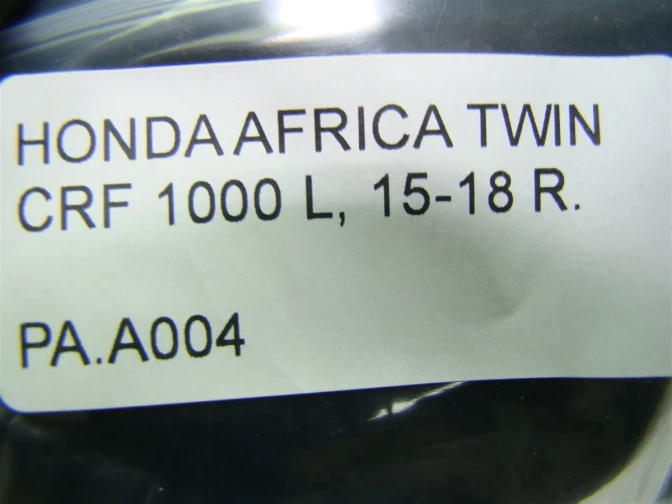 HONDA AFRICA TWIN
CRF 1000 L, 15-18 R.
PA.A004